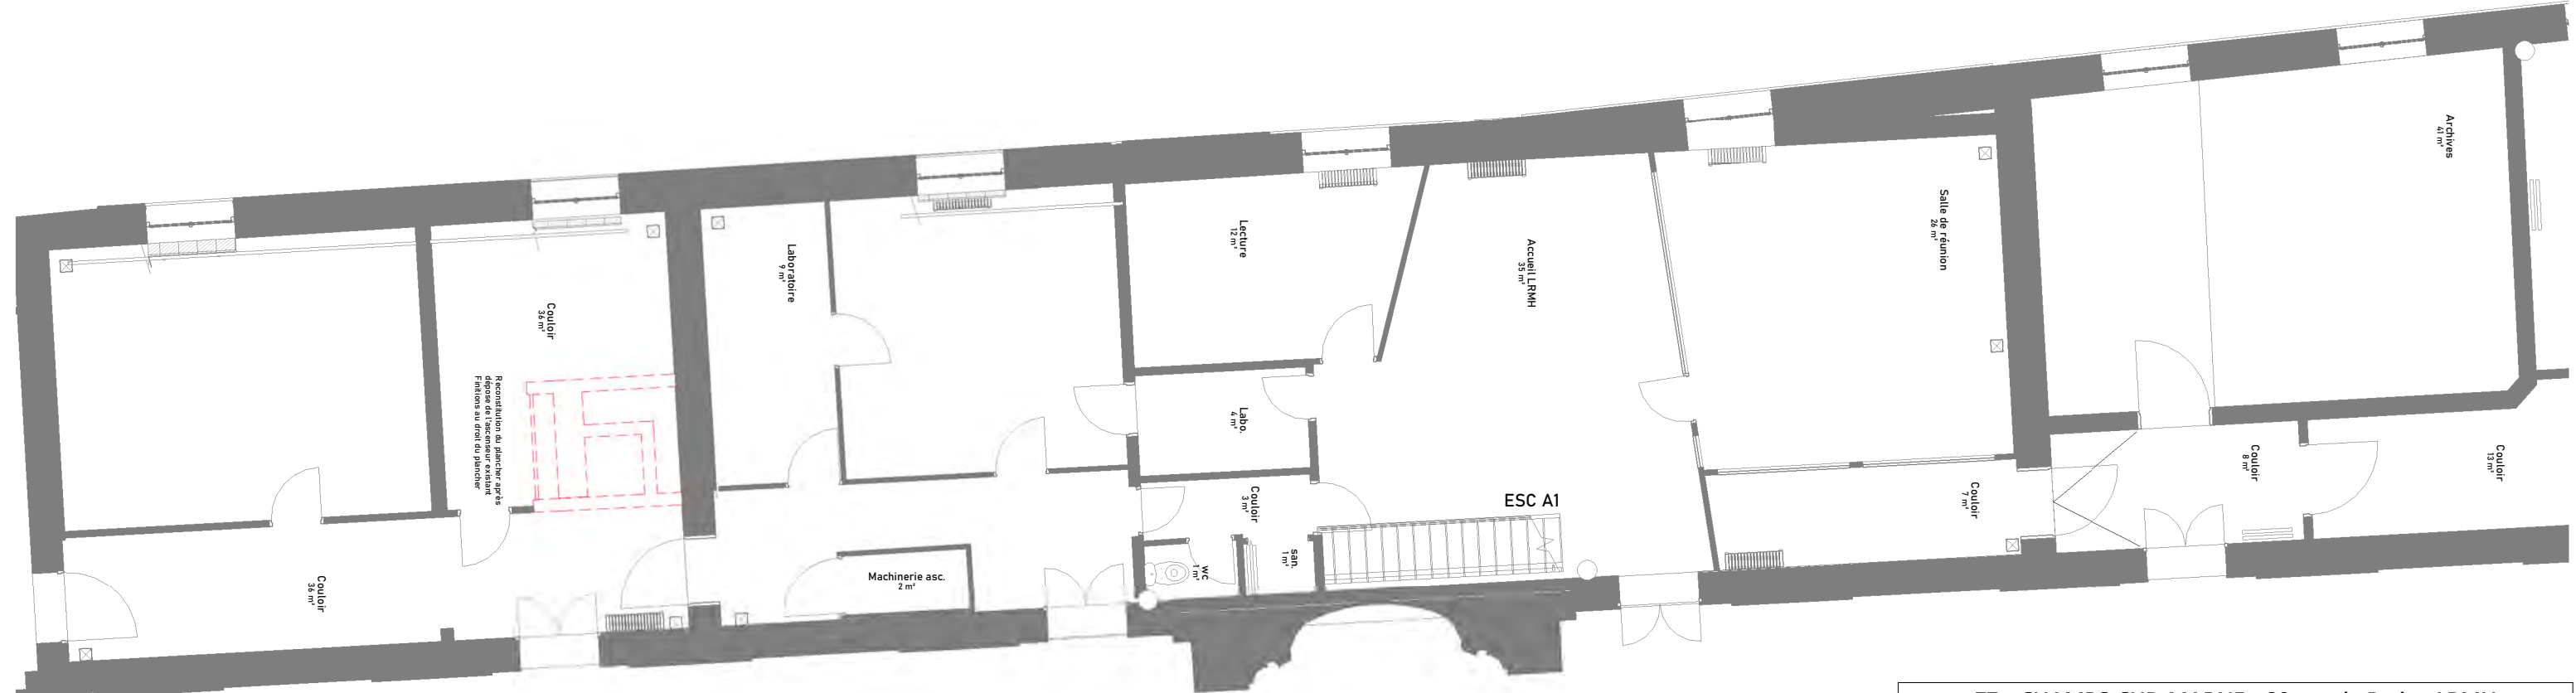 Couloir
36 m²
Couloir
36 m²
Reconstitution du plancher après
dépose de l'ascenseur existant
Finitions au droit du plancher
Laboratoire
9 m²
Machinerie asc.
2 m²
Lecture
12 m²
Labo.
4 m²
Couloir
3 m²
wc
1 m²
san.
1 m²
Accueil LRMH
35 m²
ESC A1
Salle de réunion
26 m²
Couloir
7 m²
Archives
41 m²
Couloir
8 m²
Couloir
13 m²